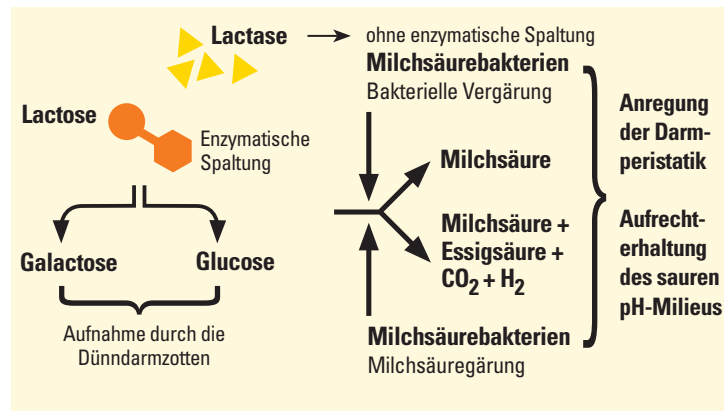 Lactase
ohne enzymatische Spaltung
Milchsäurebakterien
Bakterielle Vergärung
Lactose
Enzymatische
Spaltung
Galactose
Glucose
Aufnahme durch die
Dünndarmzotten
Milchsäure
Milchsäure +
Essigsäure +
CO₂ + H₂
Milchsäurebakterien
Milchsäuregärung
Anregung
der Darm-
peristatik
Aufrecht-
erhaltung
des sauren
pH-Milieus